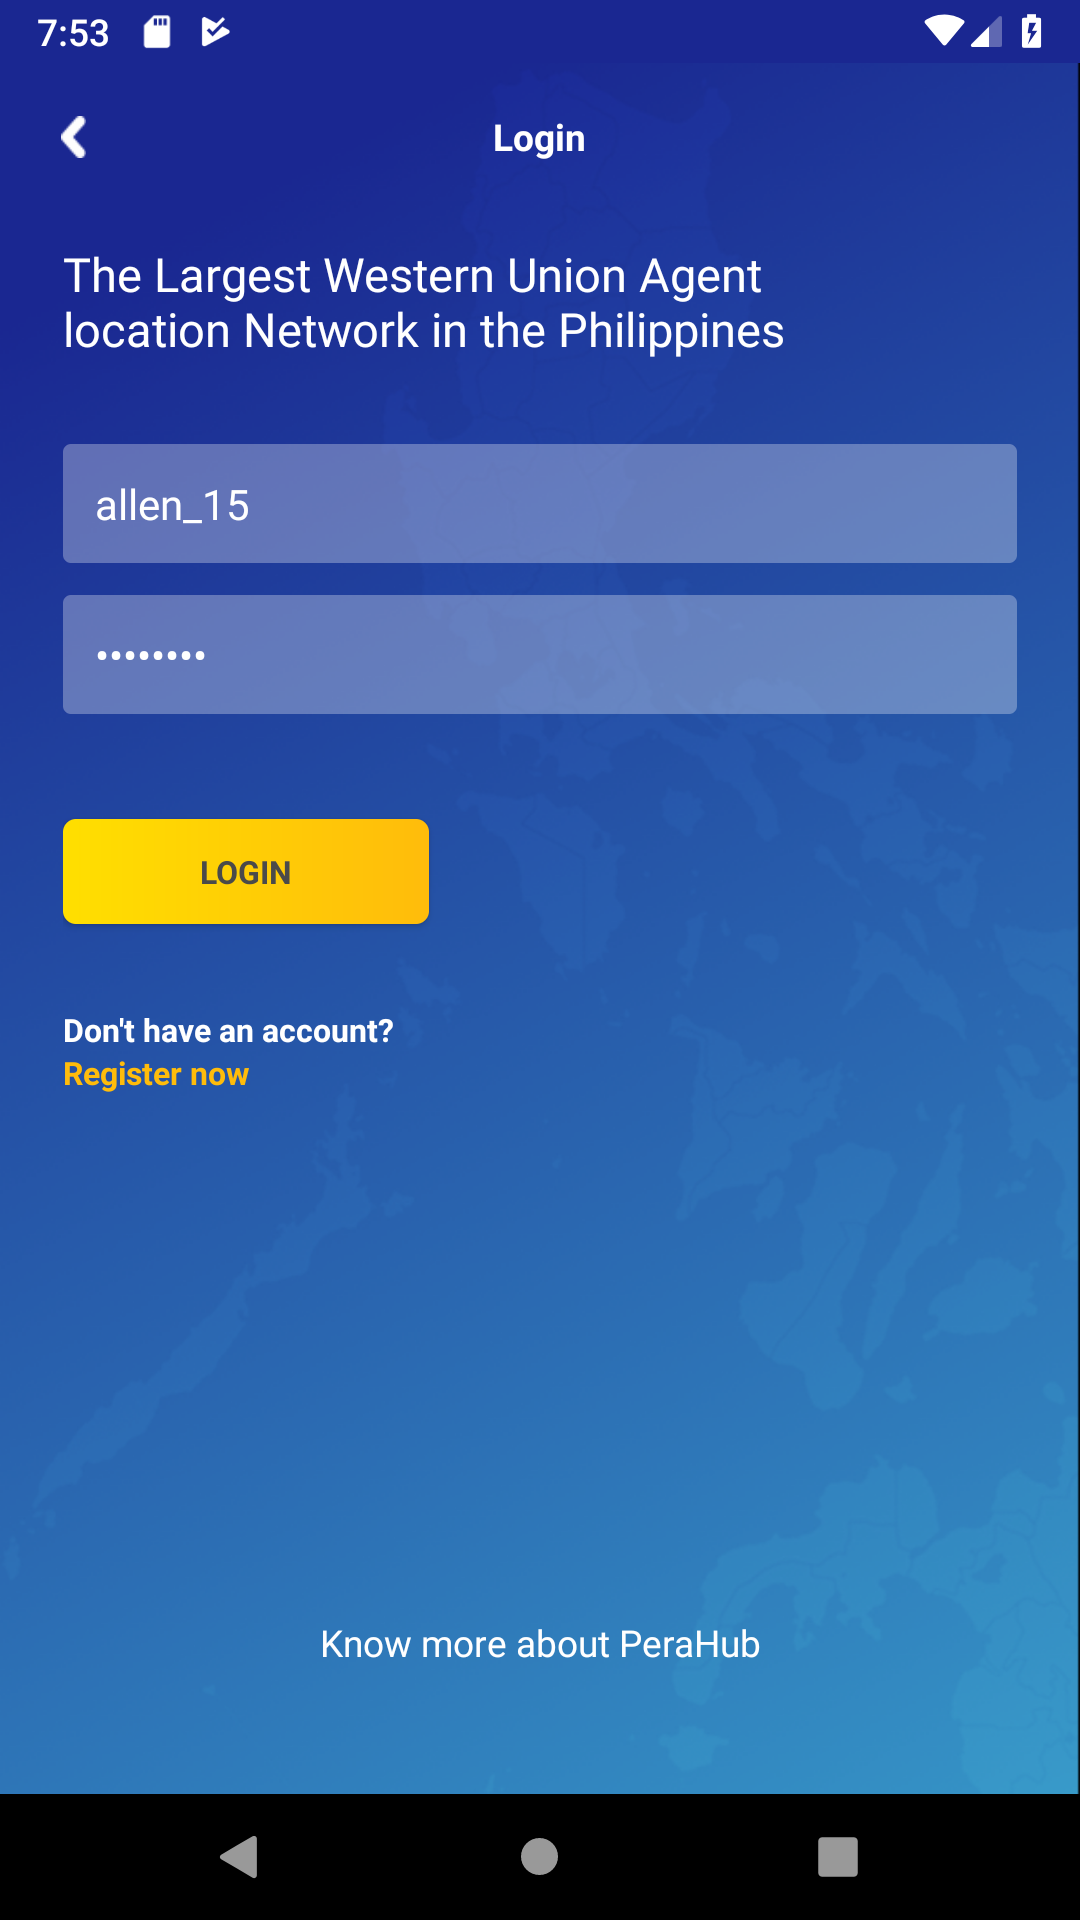 7:53
Login
The Largest Western Union Agent
location Network in the Philippines
allen_15
••••••••
LOGIN
Don't have an account?
Register now
Know more about PeraHub